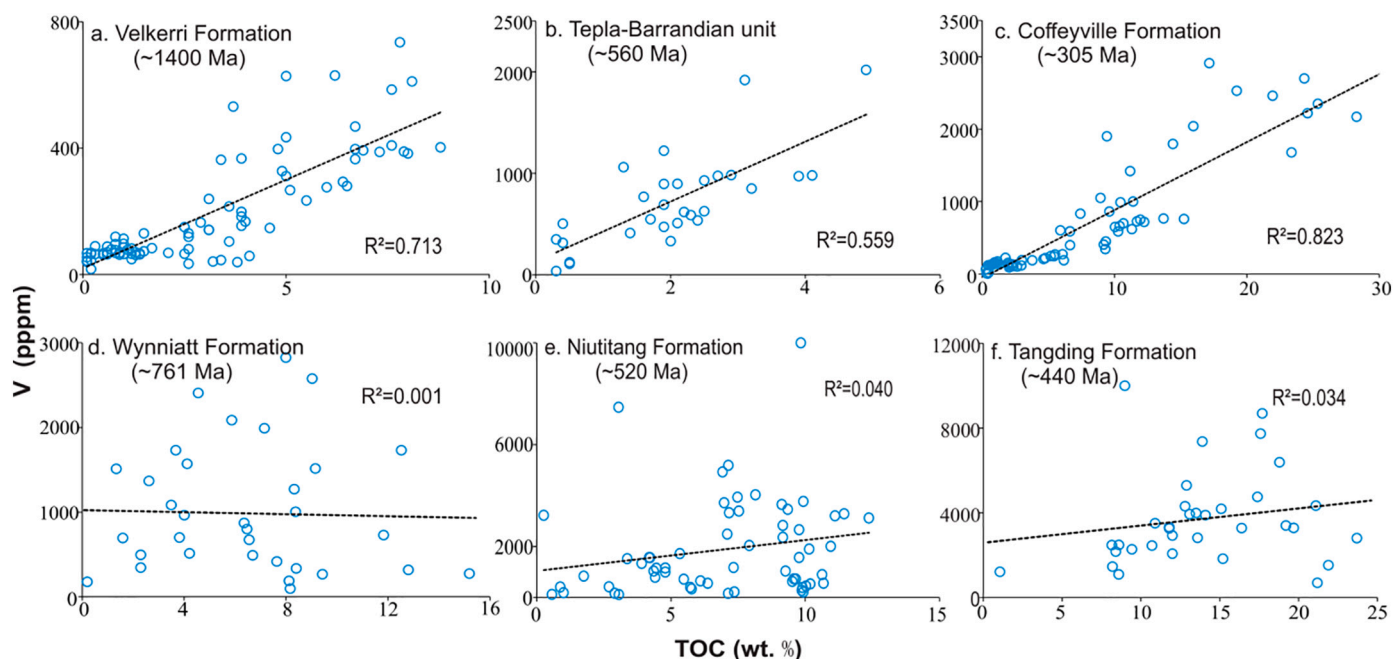 a. Velkerri Formation
(~1400 Ma)
R²=0.713
800
400
0
0
5
10
b. Tepla-Barrandian unit
(~560 Ma)
R²=0.559
2500
2000
1000
0
0
2
4
6
c. Coffeyville Formation
(~305 Ma)
R²=0.823
3500
3000
2000
1000
0
0
10
20
30
d. Wynniatt Formation
(~761 Ma)
R²=0.001
3000
2000
1000
0
0
4
8
12
16
e. Niutitang Formation
(~520 Ma)
R²=0.040
10000
6000
4000
2000
0
0
5
10
15
f. Tangding Formation
(~440 Ma)
R²=0.034
12000
8000
4000
0
0
5
10
15
20
25
V (pppm)
TOC (wt. %)